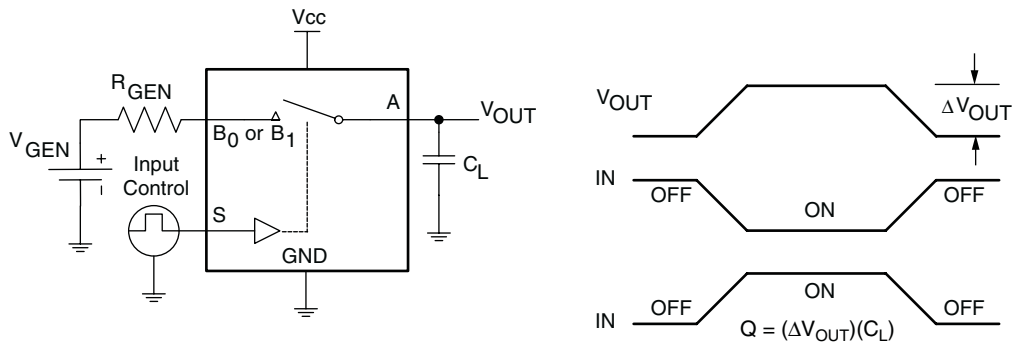 Vcc
R_GEN
A
V_OUT
B_0 or B_1
V_GEN
+
Input
Control
C_L
S
GND
V_OUT
ΔV_OUT
IN
OFF
ON
OFF
IN
OFF
ON
OFF
Q = (ΔV_OUT)(C_L)